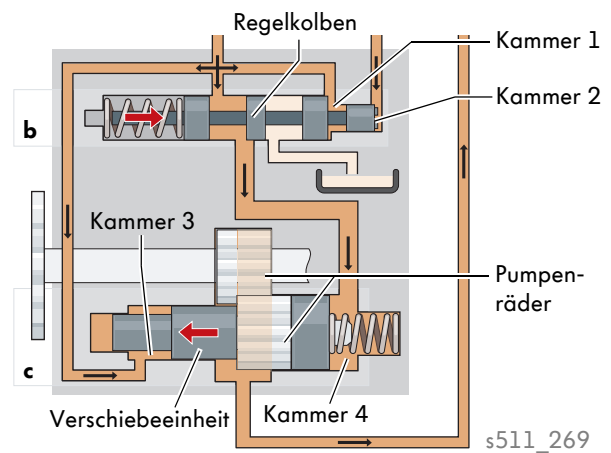 Regelkolben
Kammer 1
Kammer 2
b
Kammer 3
Pumpen-
räder
c
Verschiebeeinheit
Kammer 4
s511_269